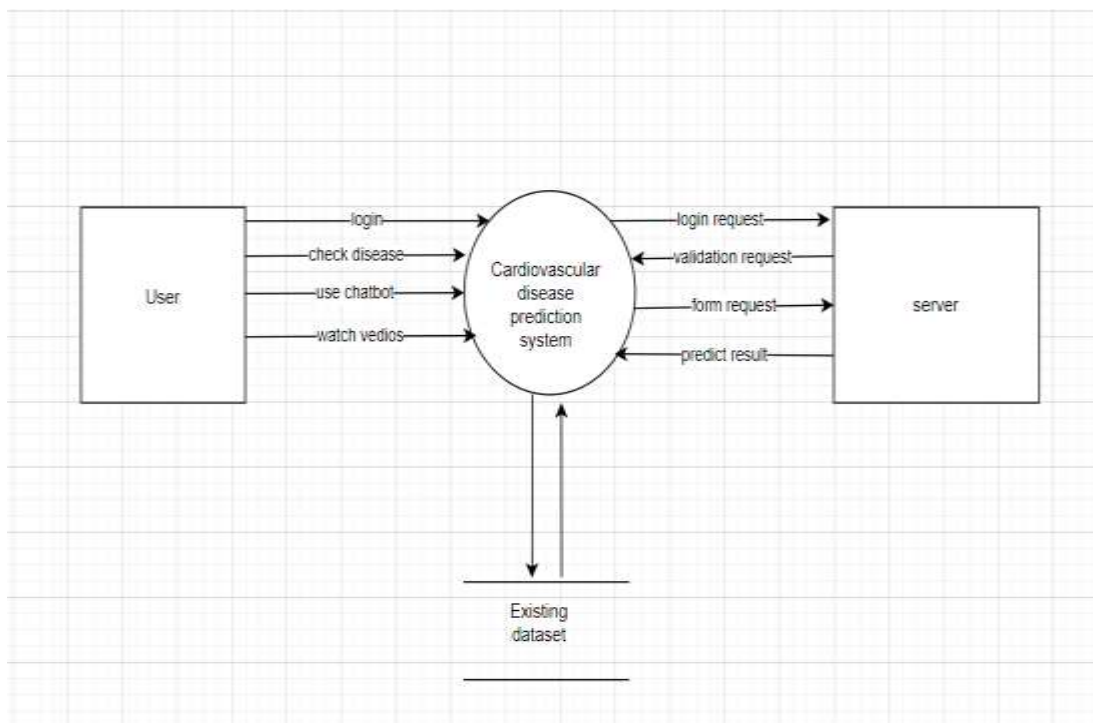 login
login request
check disease
validation request
User
use chatbot
Cardiovascular
disease
prediction
system
form request
server
watch vedios
predict result
Existing
dataset